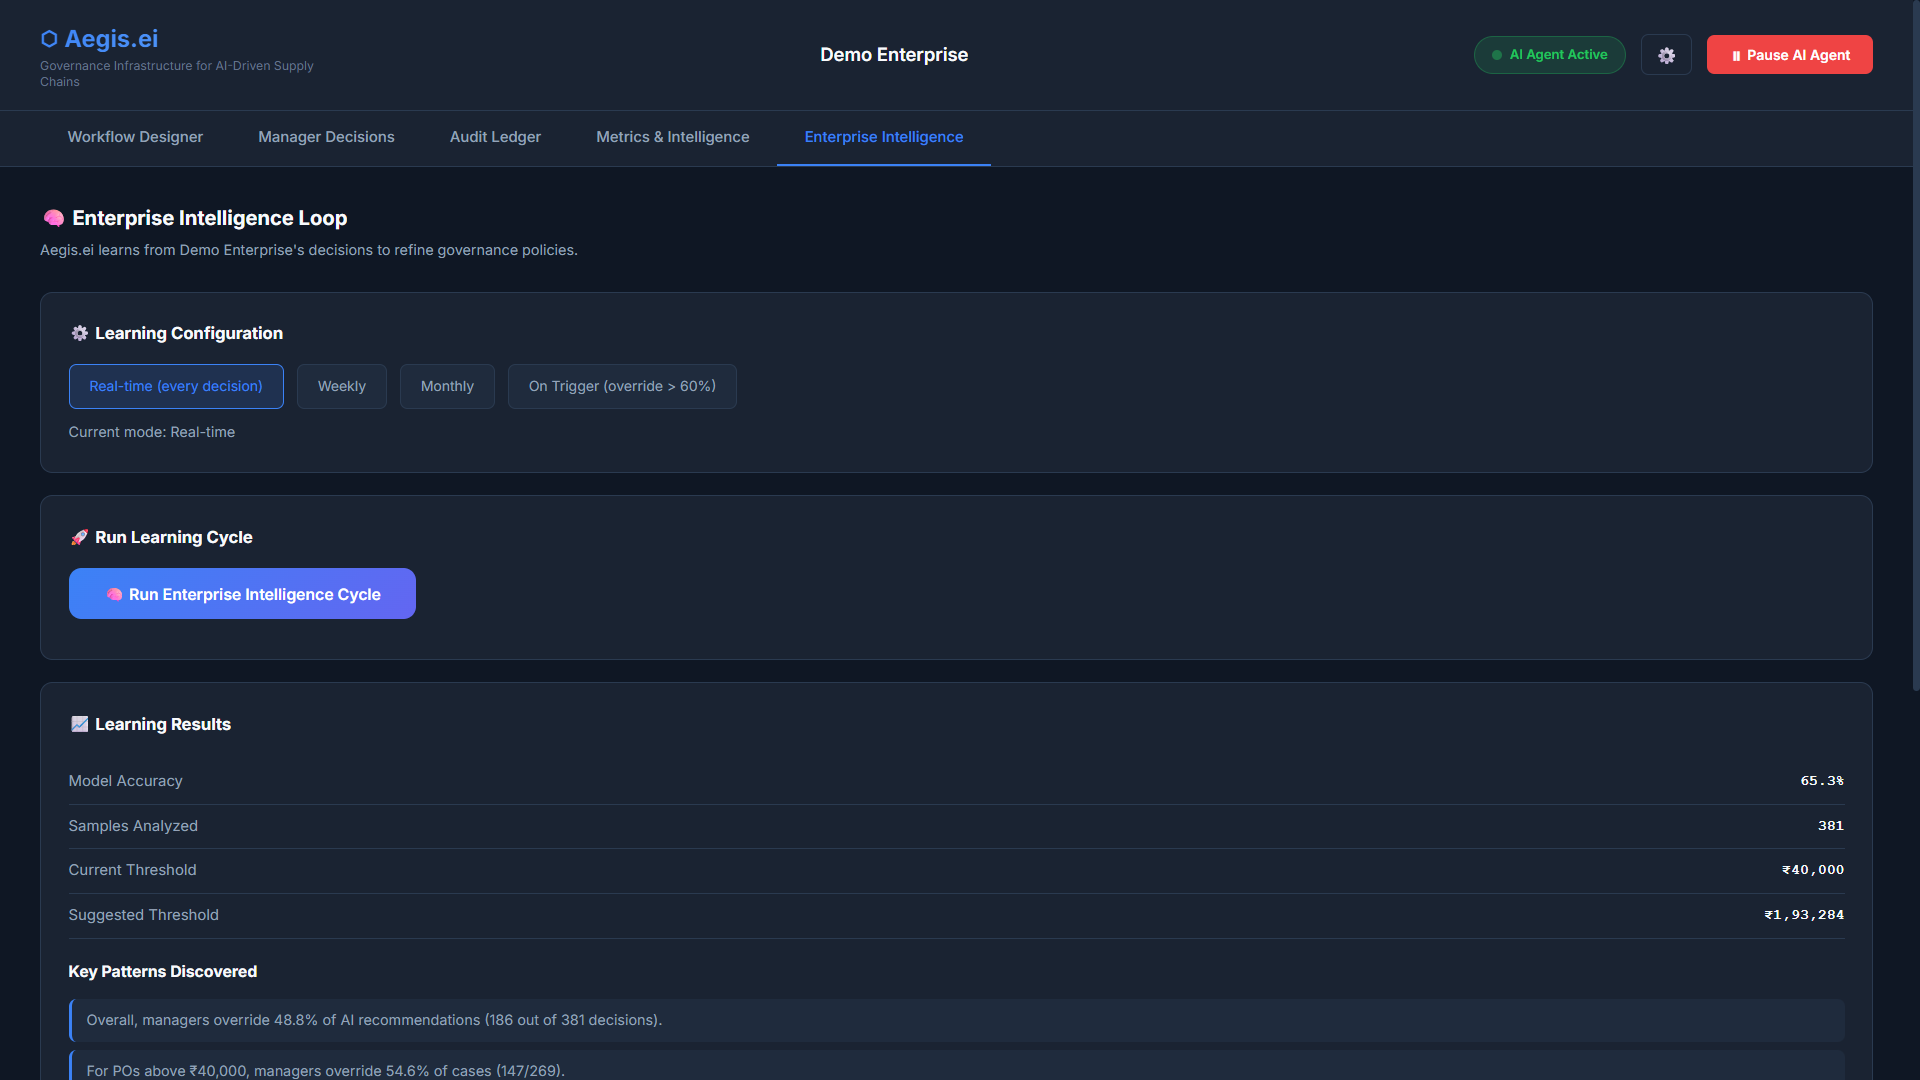 Aegis.ei
Governance Infrastructure for AI-Driven Supply
Chains
Demo Enterprise
AI Agent Active
Pause AI Agent
Workflow Designer
Manager Decisions
Audit Ledger
Metrics & Intelligence
Enterprise Intelligence
Enterprise Intelligence Loop
Aegis.ei learns from Demo Enterprise's decisions to refine governance policies.
Learning Configuration
Real-time (every decision)
Weekly
Monthly
On Trigger (override > 60%)
Current mode: Real-time
Run Learning Cycle
Run Enterprise Intelligence Cycle
Learning Results
Model Accuracy 65.3%
Samples Analyzed 381
Current Threshold ₹40,000
Suggested Threshold ₹1,93,284
Key Patterns Discovered
Overall, managers override 48.8% of AI recommendations (186 out of 381 decisions).
For POs above ₹40,000, managers override 54.6% of cases (147/269).